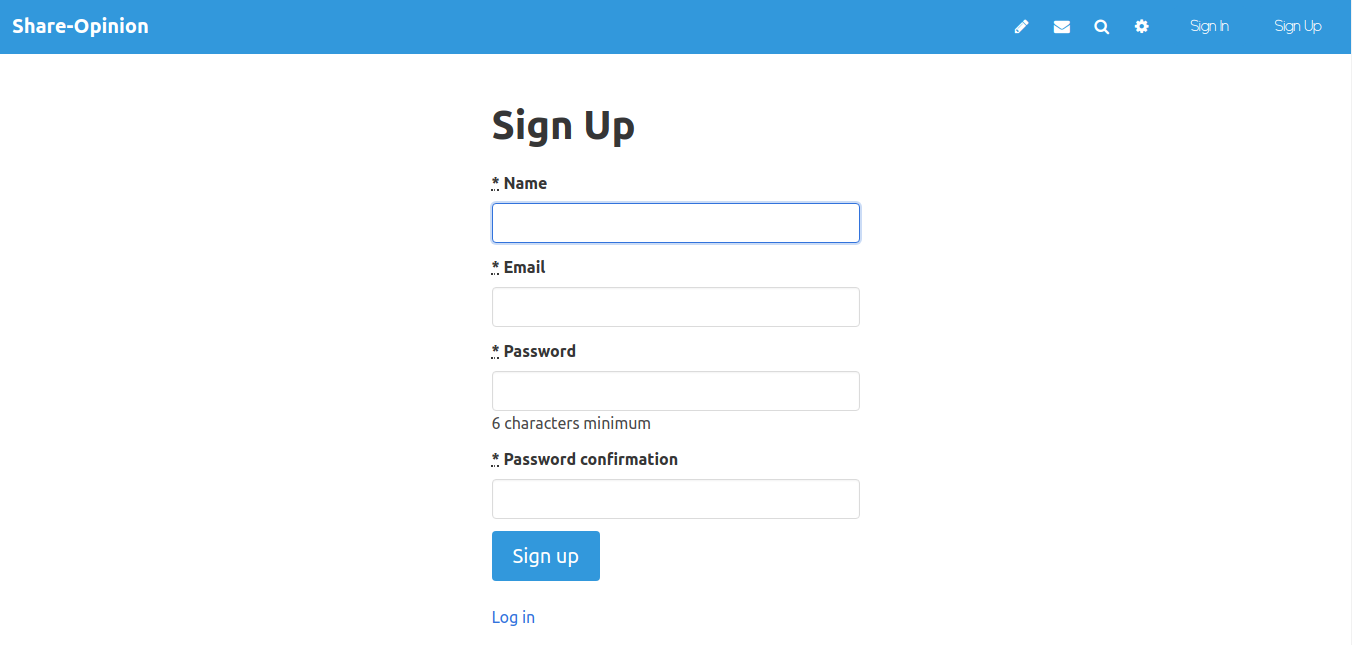 Share-Opinion
Sign In
Sign Up
Sign Up
* Name
* Email
* Password
6 characters minimum
* Password confirmation
Sign up
Log in